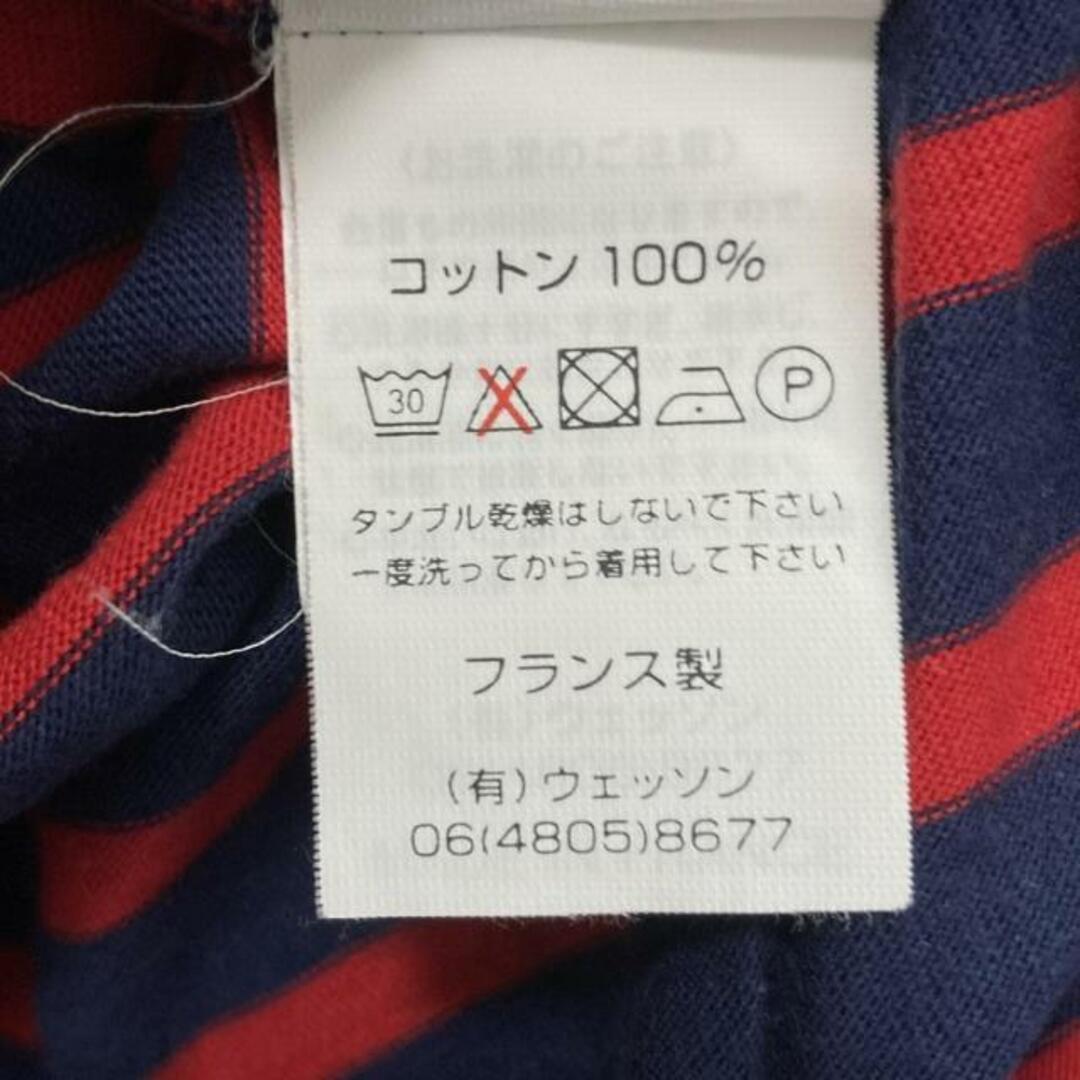 コットン 100%
30 P
タンブル乾燥はしないで下さい
一度洗ってから着用して下さい
フランス製
(有)ウェッソン
06(4805)8677